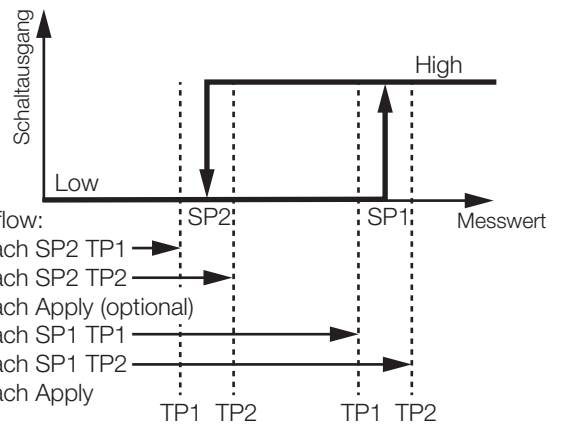 Schaltausgang
High
Low
SP2
SP1
Messwert
flow:
ach SP2 TP1
ach SP2 TP2
ach Apply (optional)
ach SP1 TP1
ach SP1 TP2
ach Apply
TP1 TP2 TP1 TP2